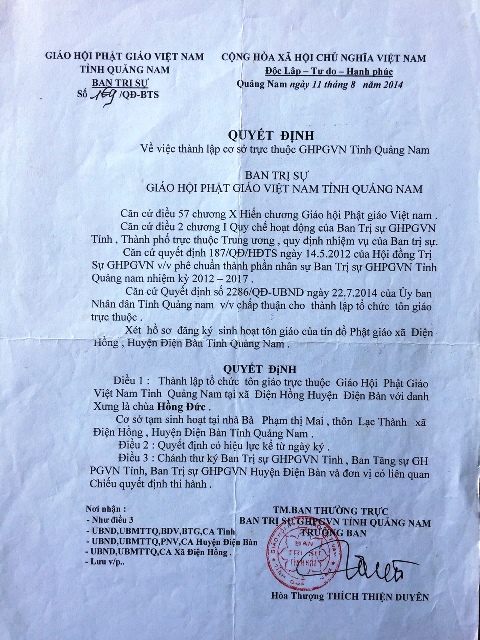 GIÁO HỘI PHẬT GIÁO VIỆT NAM
TỈNH QUẢNG NAM
BAN TRỊ SỰ
Số 169/QĐ-BTS
CỘNG HÒA XÃ HỘI CHỦ NGHĨA VIỆT NAM
Độc Lập – Tự do – Hạnh phúc
Quảng Nam ngày 11 tháng 8 năm 2014
QUYẾT ĐỊNH
Về việc thành lập cơ sở trực thuộc GHPGVN Tỉnh Quảng Nam
BAN TRỊ SỰ
GIÁO HỘI PHẬT GIÁO VIỆT NAM TỈNH QUẢNG NAM
Căn cứ điều 57 chương X Hiến chương Giáo hội Phật giáo Việt nam .
Căn cứ điều 2 chương I Quy chế hoạt động của Ban Trị sự GHPGVN
Tỉnh , Thành phố trực thuộc Trung ương , quy định nhiệm vụ của Ban trị sự.
Căn cứ quyết định 187/QĐ/HĐTS ngày 14.5.2012 của Hội đồng Trị
Sự GHPGVN v/v phê chuẩn thành phần nhân sự Ban Trị sự GHPGVN Tỉnh
Quảng nam nhiệm kỳ 2012 – 2017 .
Căn cứ Quyết định số 2286/QĐ-UBND ngày 22.7.2014 của Ủy ban
Nhân dân Tỉnh Quảng nam v/v chấp thuận cho thành lập tổ chức tôn giáo
trực thuộc .
Xét hồ sơ đăng ký sinh hoạt tôn giáo của tín đồ Phật giáo xã Điện
Hồng , Huyện Điện Bàn Tỉnh Quảng Nam .
QUYẾT ĐỊNH
Điều 1 : Thành lập tổ chức tôn giáo trực thuộc Giáo Hội Phật Giáo
Việt Nam Tỉnh Quảng Nam tại xã Điện Hồng Huyện Điện Bàn với danh
Xưng là chùa Hồng Đức .
Cơ sở tạm sinh hoạt tại nhà Bà Phạm thị Mai , thôn Lạc Thành xã
Điện Hồng , Huyện Điện Bàn Tỉnh Quảng Nam .
Điều 2 : Quyết định có hiệu lực kể từ ngày ký .
Điều 3 : Chánh thư ký Ban Trị sự GHPGVN Tỉnh , Ban Tăng sự GH
PGVN Tỉnh, Ban Trị sự GHPGVN Huyện Điện Bàn và đơn vị có liên quan
Chiếu quyết định thi hành .
Nơi nhận :
- Như điều 3
- UBND,UBMTTQ,BDV,BTG,CA Tỉnh
- UBND,UBMTTQ,PNV,CA Huyện Điện Bàn
- UBND,UBMTTQ,CA Xã Điện Hồng .
- Lưu v/p..
TM.BAN THƯỜNG TRỰC
BAN TRỊ SỰ GHPGVN TỈNH QUẢNG NAM
TRƯỞNG BAN
BAN
TRỊ SỰ
Hòa Thượng THÍCH THIỆN DUYÊN